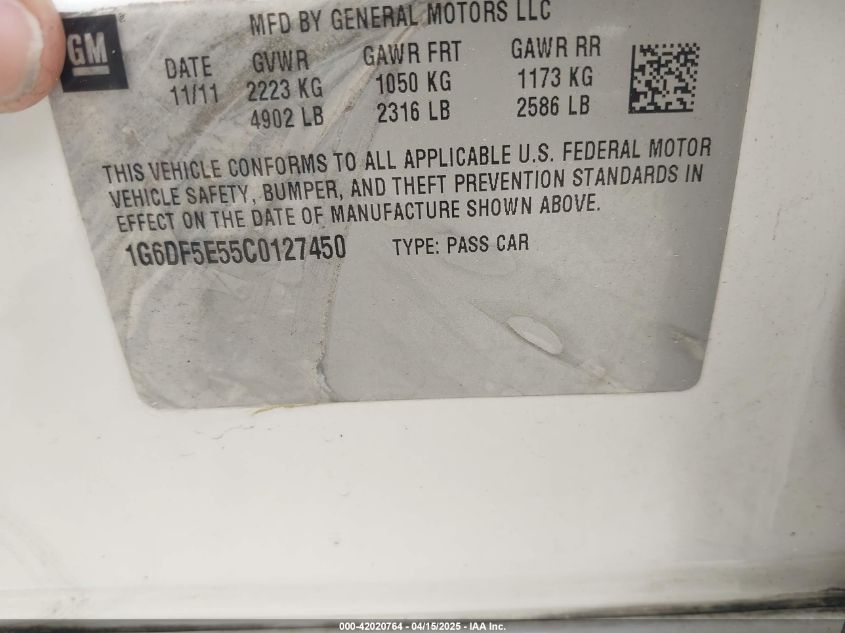 MFD BY GENERAL MOTORS LLC
GM
DATE GVWR GAWR FRT GAWR RR
11/11 2223 KG 1050 KG 1173 KG
4902 LB 2316 LB 2586 LB
THIS VEHICLE CONFORMS TO ALL APPLICABLE U.S. FEDERAL MOTOR
VEHICLE SAFETY, BUMPER, AND THEFT PREVENTION STANDARDS IN
EFFECT ON THE DATE OF MANUFACTURE SHOWN ABOVE.
1G6DF5E55C0127450 TYPE: PASS CAR
000-42020764 - 04/15/2025 - IAA Inc.